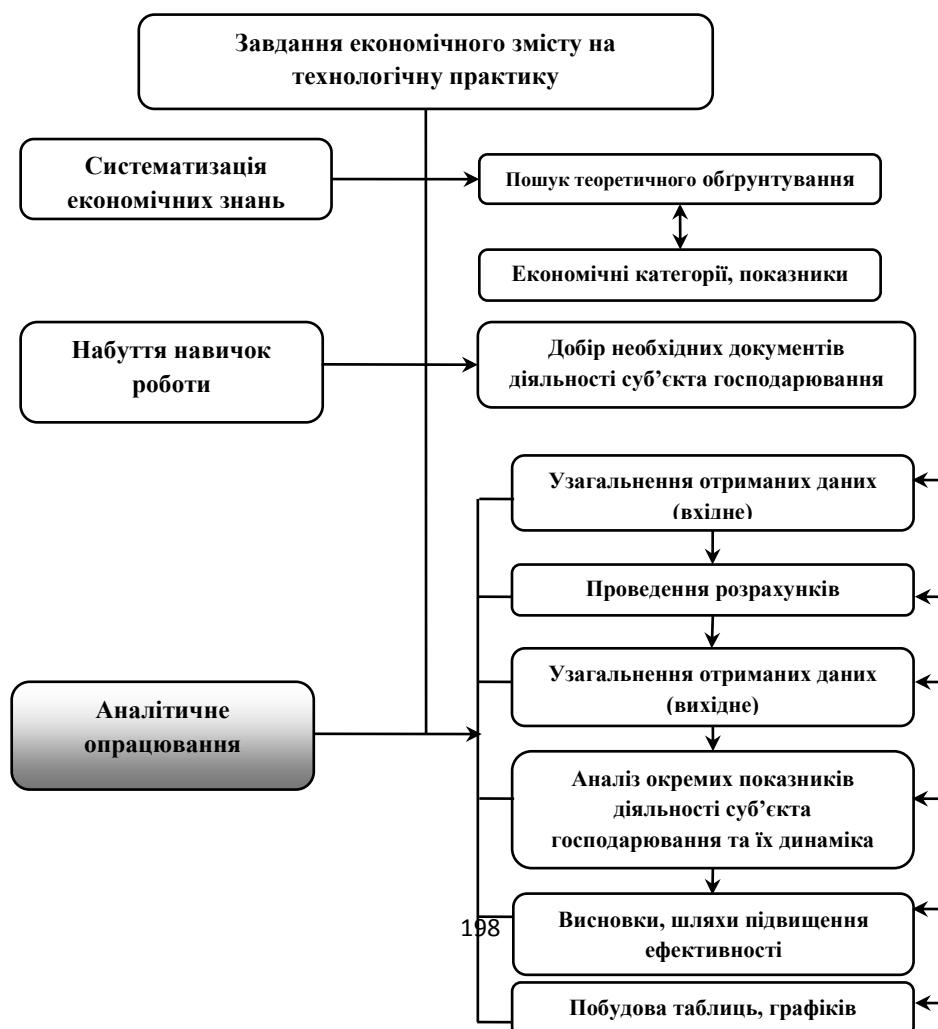 Завдання економічного змісту на
технологічну практику
Систематизація
економічних знань
Пошук теоретичного обґрунтування
Економічні категорії, показники
Набуття навичок
роботи
Добір необхідних документів
діяльності суб’єкта господарювання
Узагальнення отриманих даних
(вхідне)
Проведення розрахунків
Узагальнення отриманих даних
(вихідне)
Аналітичне
опрацювання
Аналіз окремих показників
діяльності суб’єкта
господарювання та їх динаміка
Висновки, шляхи підвищення
ефективності
198
Побудова таблиць, графіків